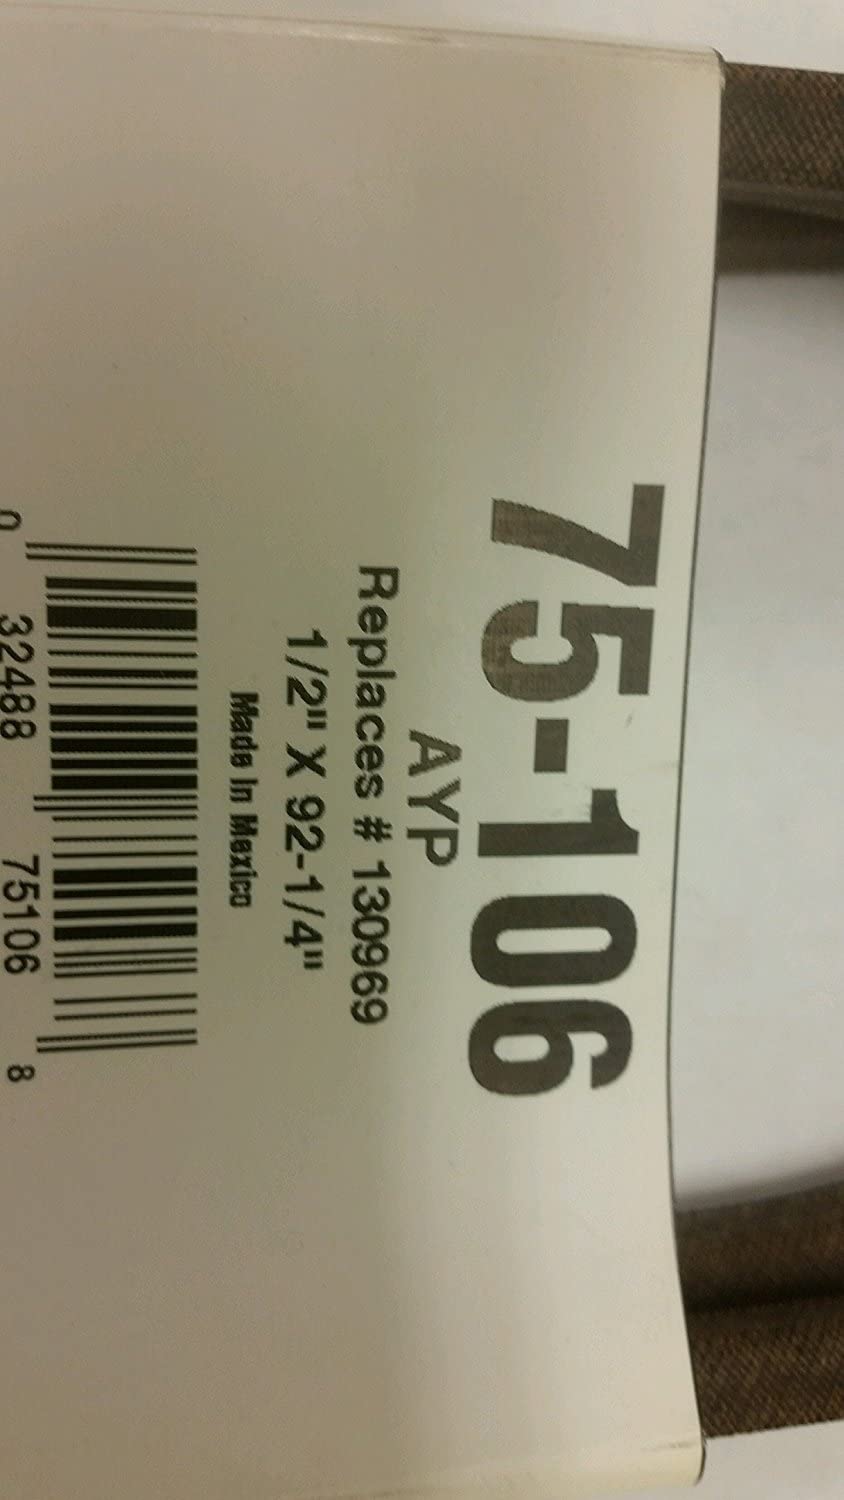 75-106
AYP
Replaces # 130969
1/2" X 92-1/4"
Made In Mexico
0 32488 75106 8